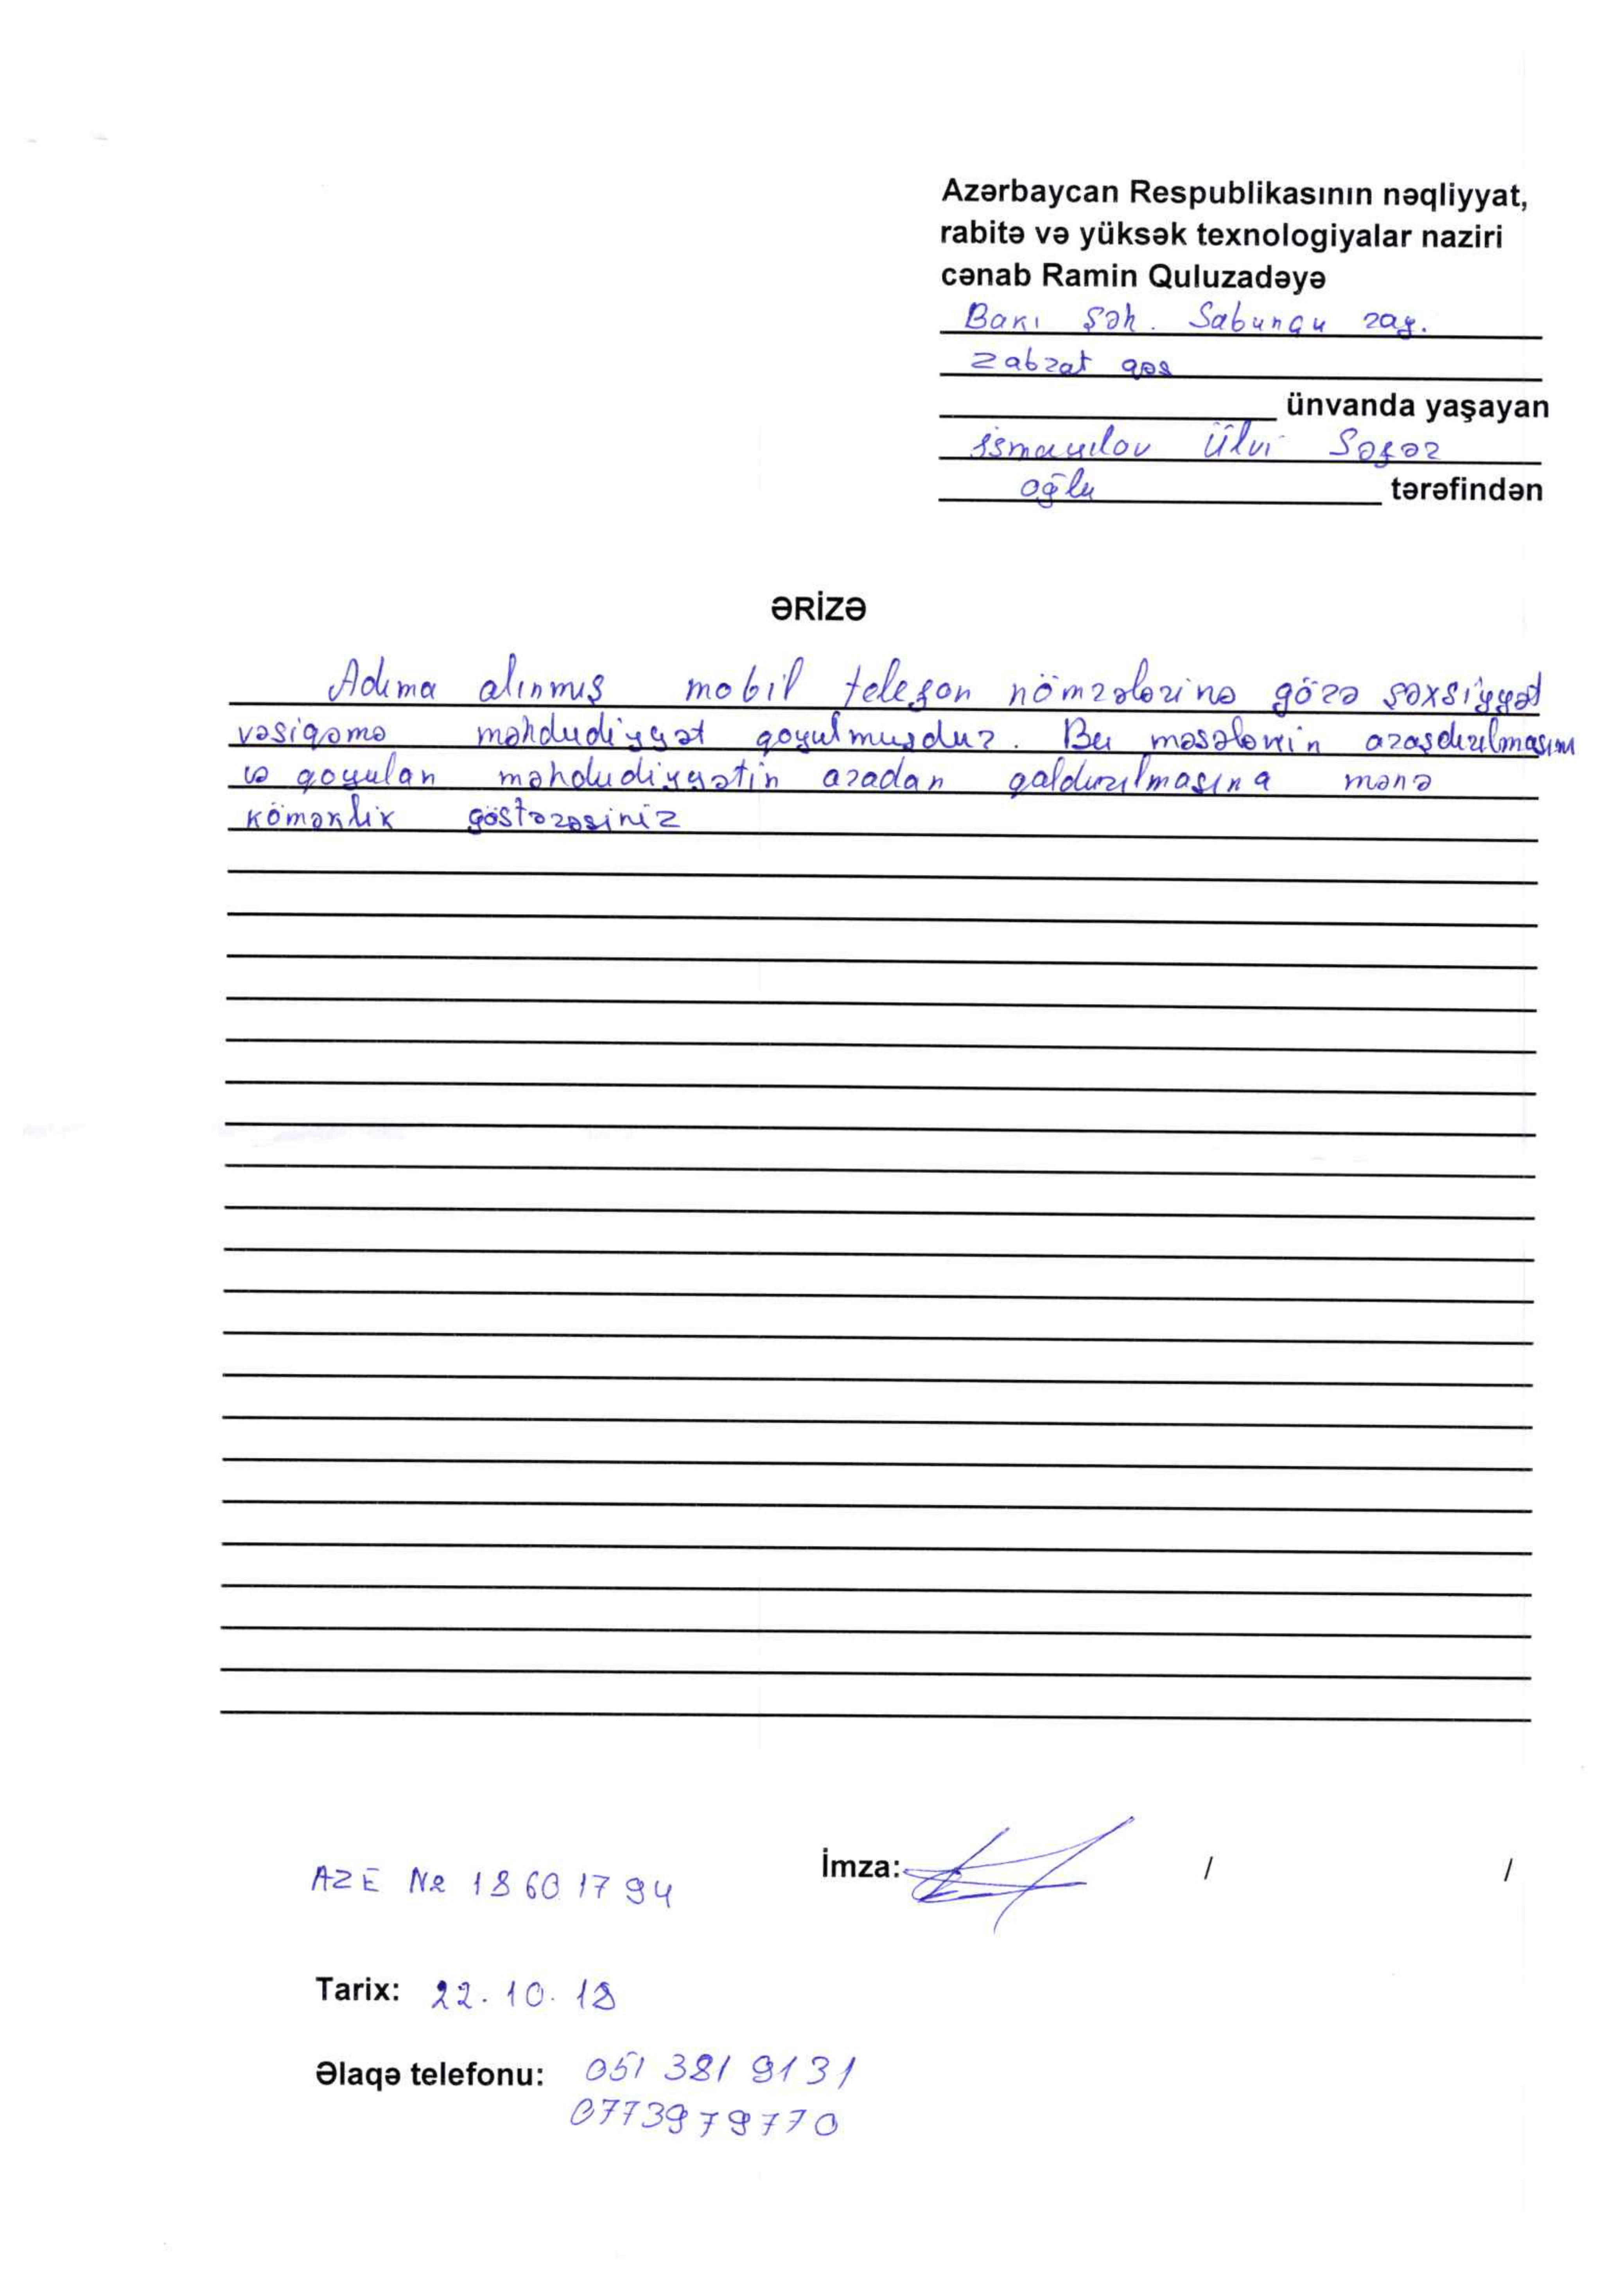 Azərbaycan Respublikasının nəqliyyat,
rabitə və yüksək texnologiyalar naziri
cənab Ramin Quluzadəyə
Bakı şəh. Sabunçu ray.
Zabrat qəs
ünvanda yaşayan
İsmayılov Ülvi Səfər
oğlu tərəfindən
ƏRİZƏ
Adıma alınmış mobil telefon nömrələrinə görə şəxsiyyət
vəsiqəmə məhdudiyyət qoyulmuşdur. Bu məsələnin araşdırılmasını
və qoyulan məhdudiyyətin aradan qaldırılmasına mənə
köməklik göstərəsiniz
İmza: / /
AZE № 18601794
Tarix: 22.10.18
Əlaqə telefonu: 051 381 9131
0773979770